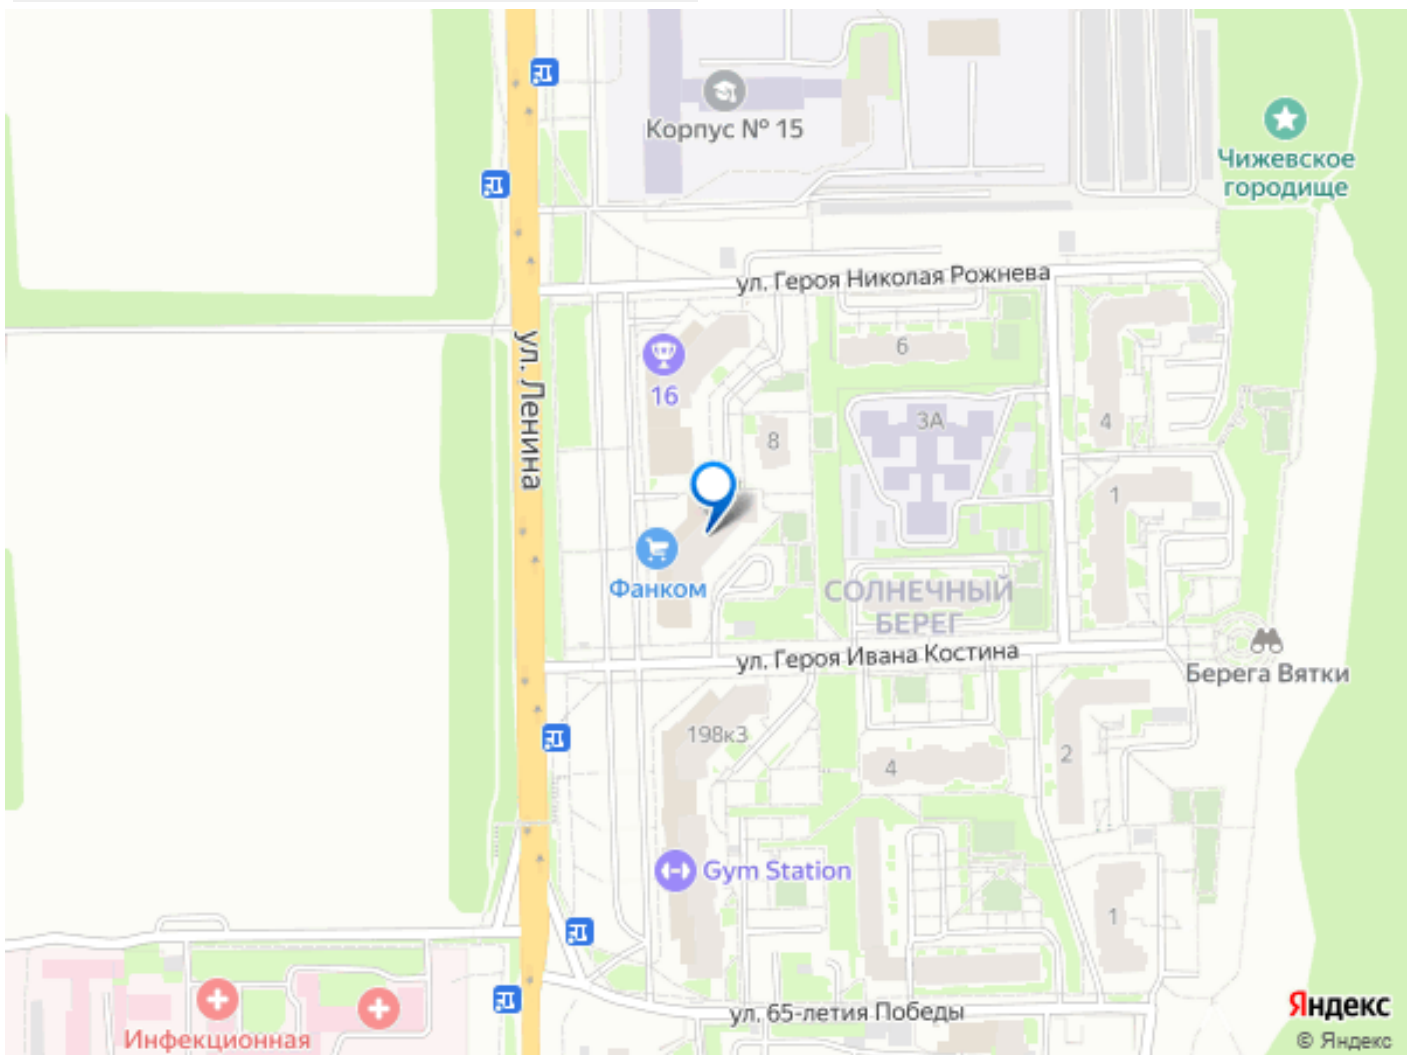 Корпус № 15
Чижевское
городище
ул. Героя Николая Рожнева
ул. Ленина
16
6
3А
4
8
1
Фанком
СОЛНЕЧНЫЙ
БЕРЕГ
ул. Героя Ивана Костина
Берега Вятки
198к3
2
4
Gym Station
1
ул. 65-летия Победы
Инфекционная
Яндекс
© Яндекс